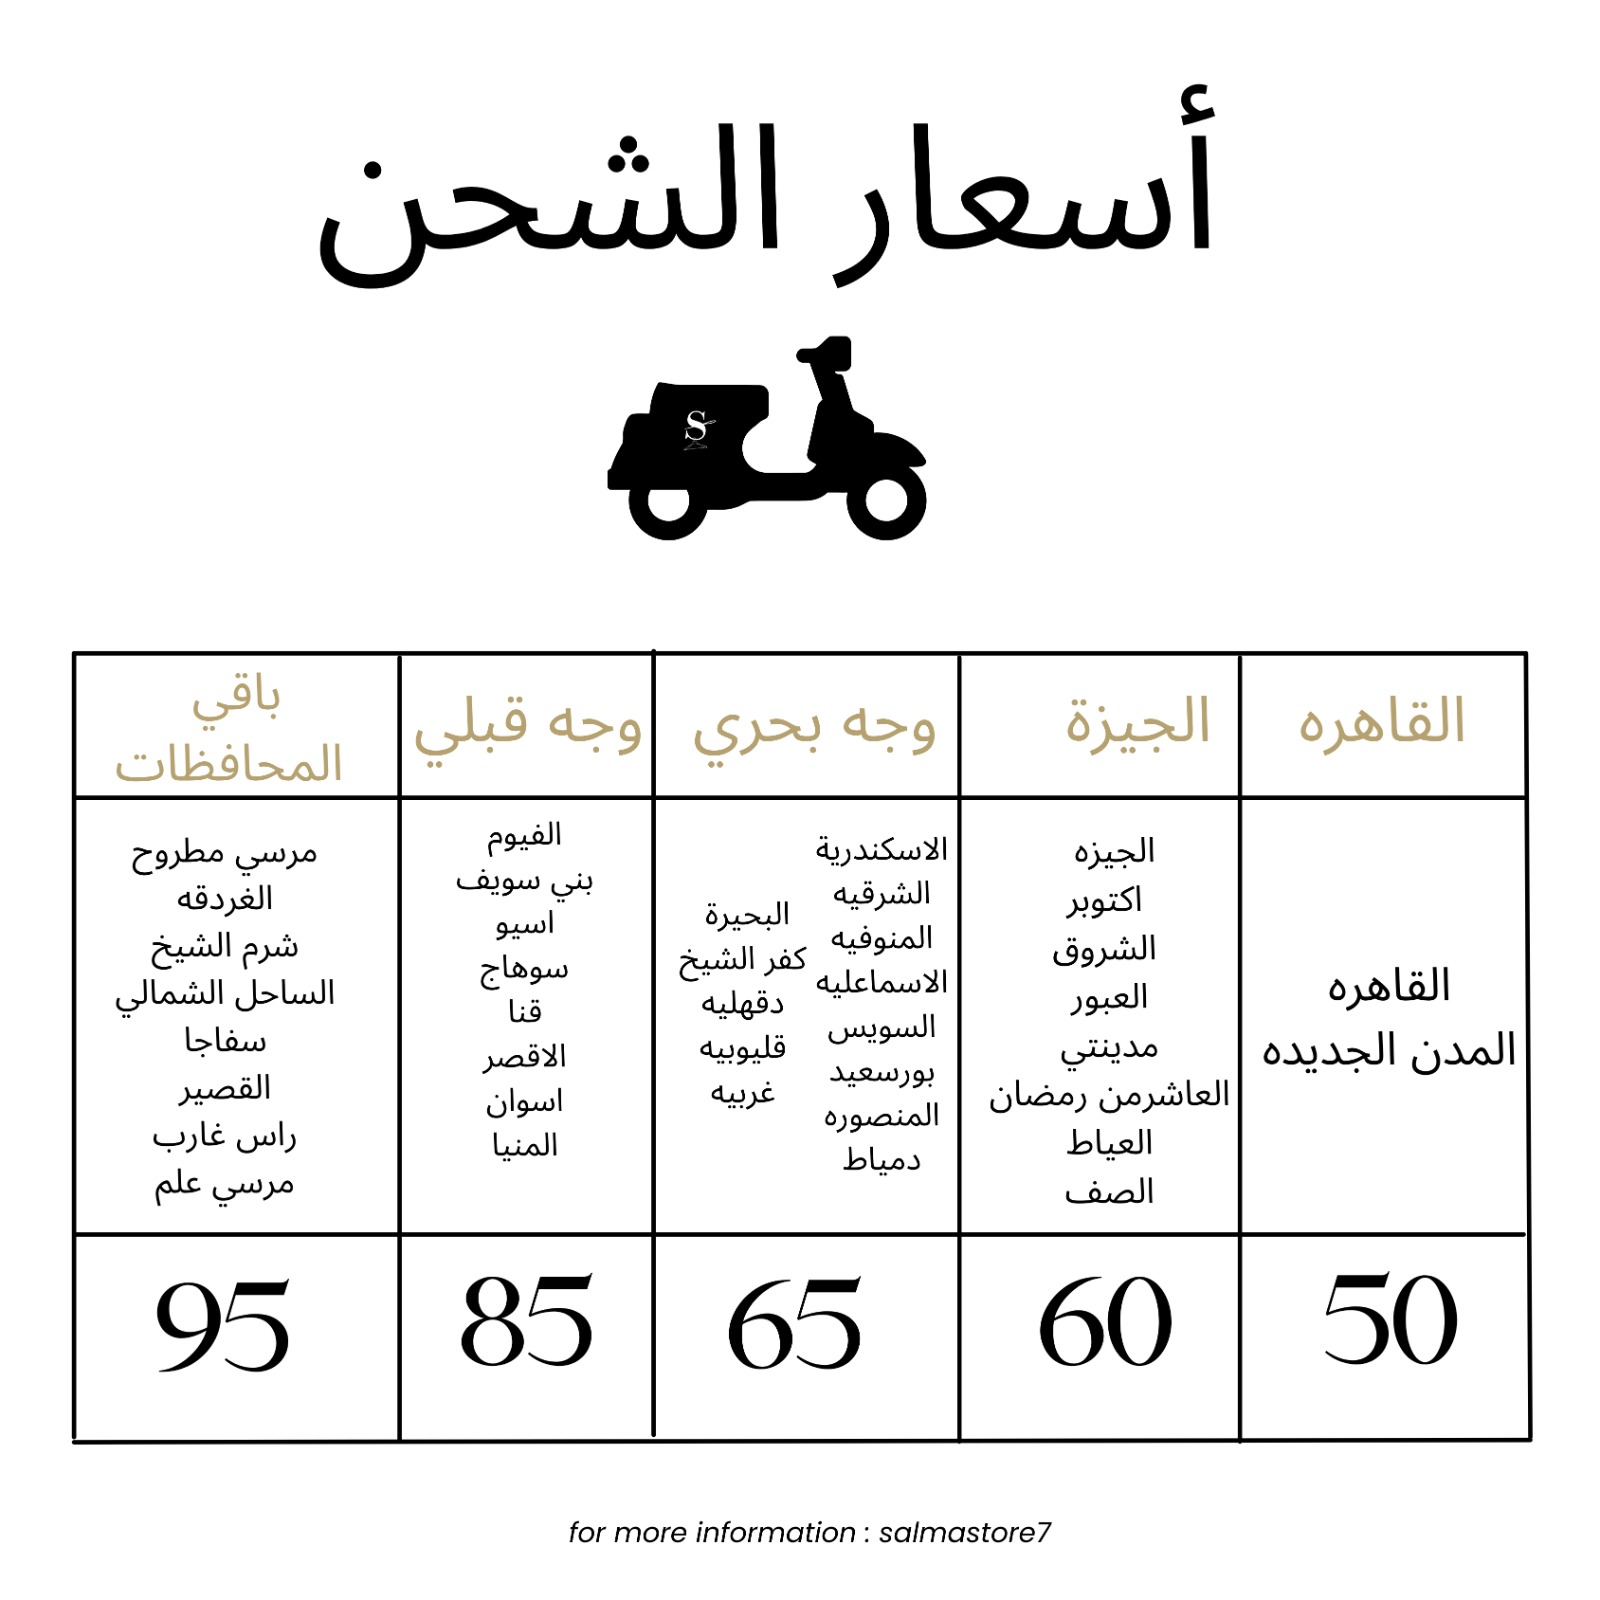 أسعار الشحن
S
القاهره
الجيزة
وجه بحري
وجه قبلي
باقي
المحافظات
القاهره
المدن الجديده
الجيزه
اكتوبر
الشروق
العبور
مدينتي
العاشرمن رمضان
العياط
الصف
الاسكندرية
الشرقيه
المنوفيه
الاسماعليه
السويس
بورسعيد
المنصوره
دمياط
البحيرة
كفر الشيخ
دقهليه
قليوبيه
غربيه
الفيوم
بني سويف
اسيو
سوهاج
قنا
الاقصر
اسوان
المنيا
مرسي مطروح
الغردقه
شرم الشيخ
الساحل الشمالي
سفاجا
القصير
راس غارب
مرسي علم
50
60
65
85
95
for more information : salmastore7